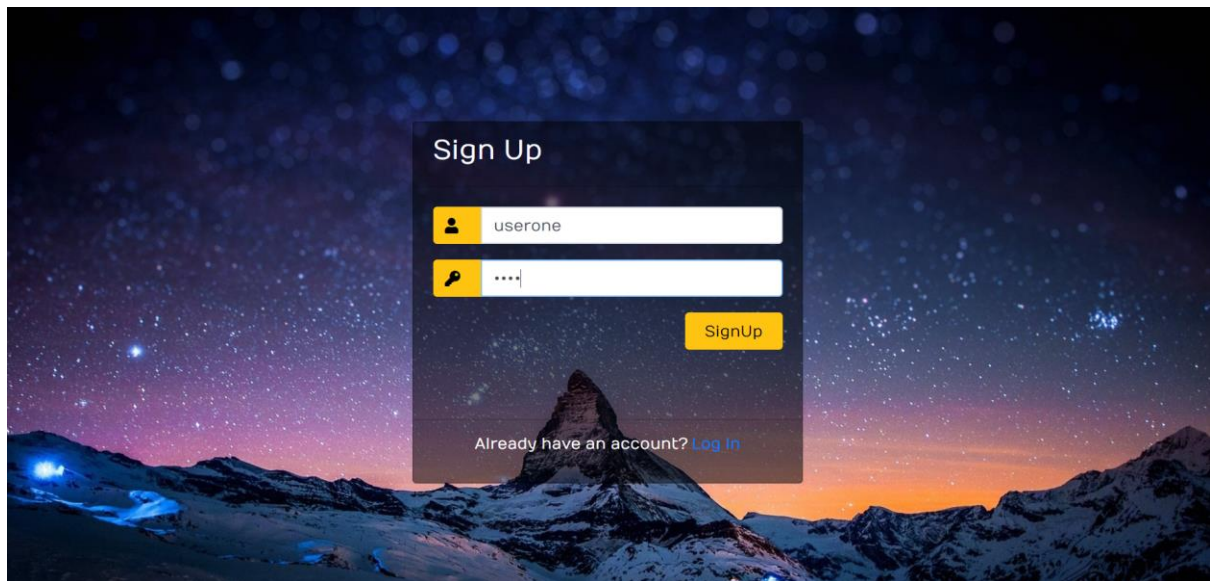 Sign Up
userone
••••
SignUp
Already have an account? Log In